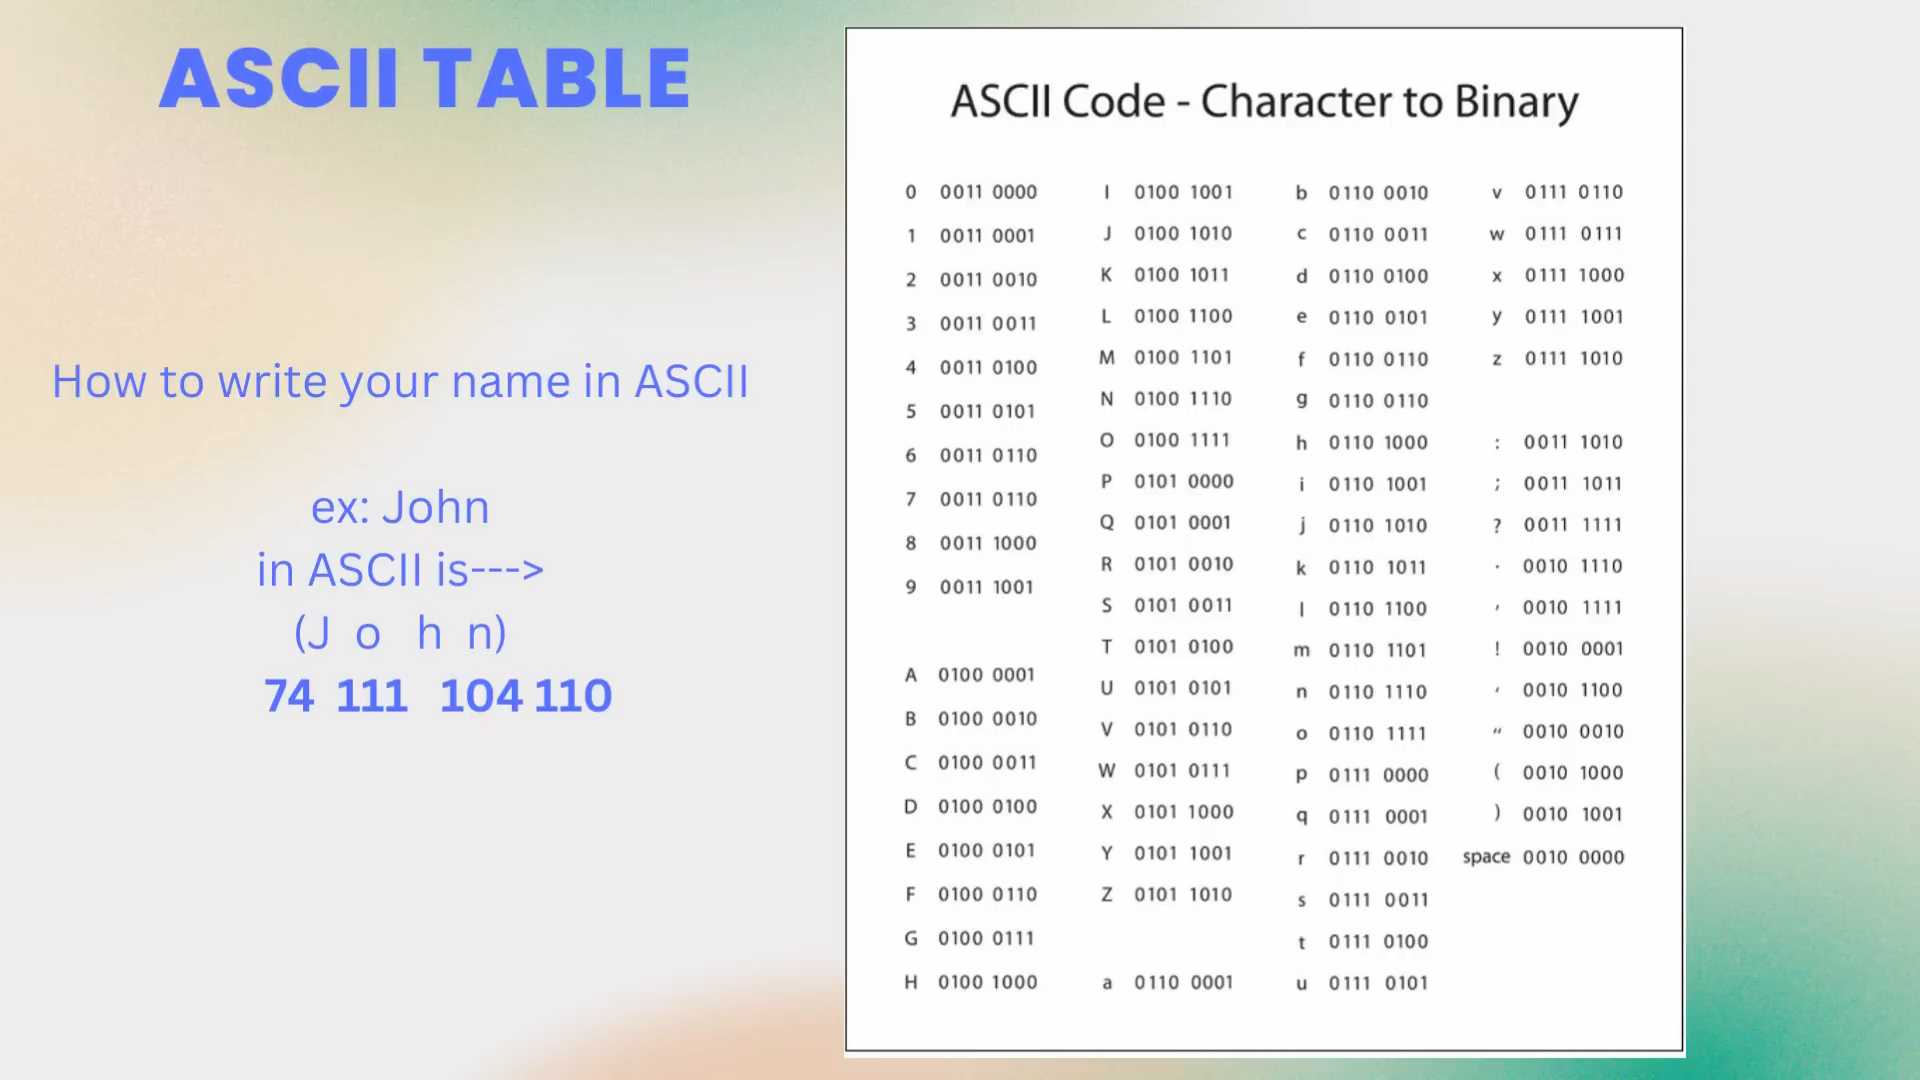 ASCII TABLE
How to write your name in ASCII
ex: John
in ASCII is--->
(J o h n)
74 111 104 110
ASCII Code - Character to Binary
0 0011 0000
1 0011 0001
2 0011 0010
3 0011 0011
4 0011 0100
5 0011 0101
6 0011 0110
7 0011 0110
8 0011 1000
9 0011 1001
A 0100 0001
B 0100 0010
C 0100 0011
D 0100 0100
E 0100 0101
F 0100 0110
G 0100 0111
H 0100 1000
I 0100 1001
J 0100 1010
K 0100 1011
L 0100 1100
M 0100 1101
N 0100 1110
O 0100 1111
P 0101 0000
Q 0101 0001
R 0101 0010
S 0101 0011
T 0101 0100
U 0101 0101
V 0101 0110
W 0101 0111
X 0101 1000
Y 0101 1001
Z 0101 1010
a 0110 0001
b 0110 0010
c 0110 0011
d 0110 0100
e 0110 0101
f 0110 0110
g 0110 0110
h 0110 1000
i 0110 1001
j 0110 1010
k 0110 1011
l 0110 1100
m 0110 1101
n 0110 1110
o 0110 1111
p 0111 0000
q 0111 0001
r 0111 0010
s 0111 0011
t 0111 0100
u 0111 0101
v 0111 0110
w 0111 0111
x 0111 1000
y 0111 1001
z 0111 1010
: 0011 1010
; 0011 1011
? 0011 1111
. 0010 1110
, 0010 1111
! 0010 0001
, 0010 1100
" 0010 0010
( 0010 1000
) 0010 1001
space 0010 0000